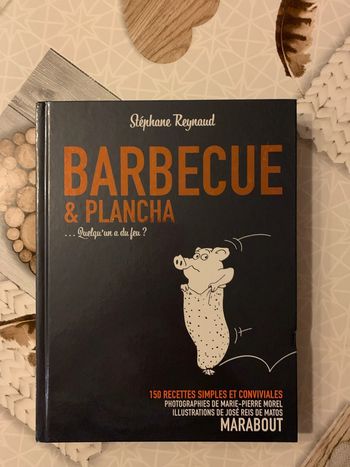 Stéphane Reynaud
BARBECUE
& PLANCHA
... Quelqu'un a du feu ?
150 RECETTES SIMPLES ET CONVIVIALES
PHOTOGRAPHIES DE MARIE-PIERRE MOREL
ILLUSTRATIONS DE JOSÉ REIS DE MATOS
MARABOUT